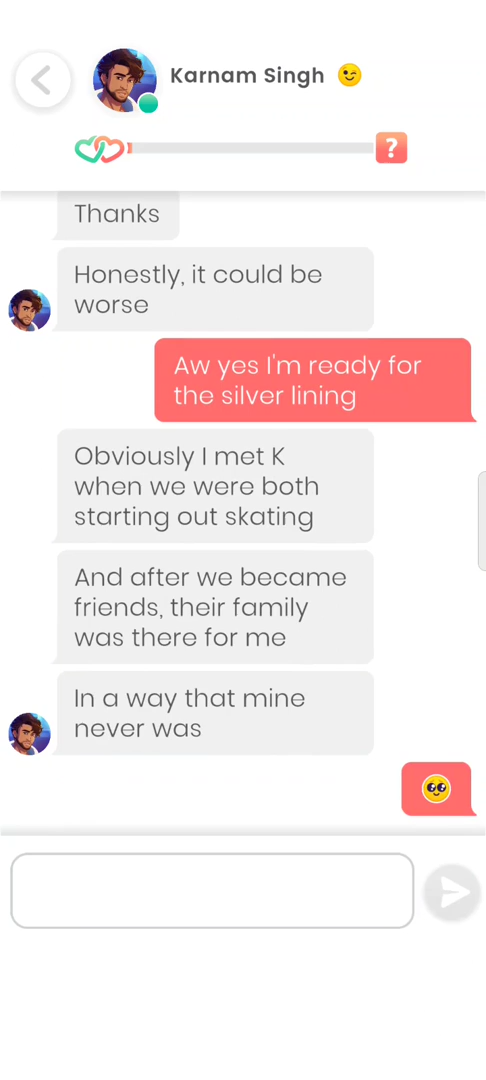 Karnam Singh 😉
?
Thanks
Honestly, it could be
worse
Aw yes I'm ready for
the silver lining
Obviously I met K
when we were both
starting out skating
And after we became
friends, their family
was there for me
In a way that mine
never was
🥺